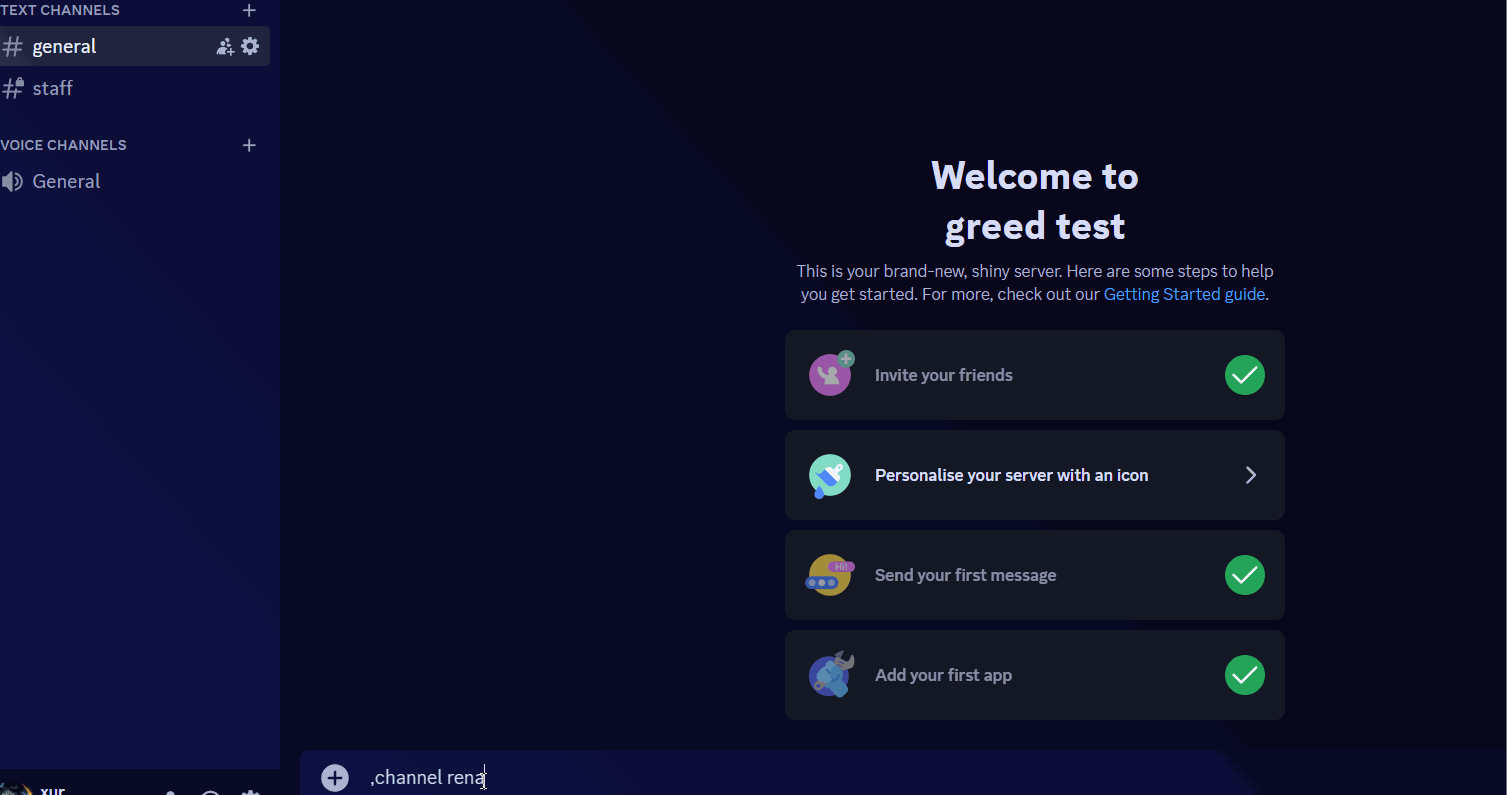 TEXT CHANNELS
general
staff
VOICE CHANNELS
General
Welcome to
greed test
This is your brand-new, shiny server. Here are some steps to help
you get started. For more, check out our Getting Started guide.
Invite your friends
Personalise your server with an icon
Hi!
Send your first message
Add your first app
,channel rena
xur